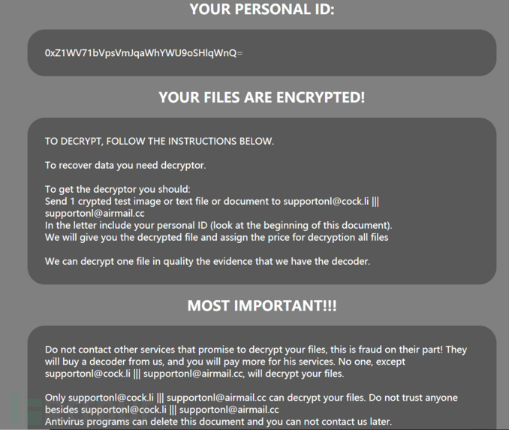 YOUR PERSONAL ID:
0xZ1WV71bVpsVmJqaWhYWU9oSHlqWnQ=
YOUR FILES ARE ENCRYPTED!
TO DECRYPT, FOLLOW THE INSTRUCTIONS BELOW.
To recover data you need decryptor.
To get the decryptor you should:
Send 1 crypted test image or text file or document to supportonl@cock.li |||
supportonl@airmail.cc
In the letter include your personal ID (look at the beginning of this document).
We will give you the decrypted file and assign the price for decryption all files
We can decrypt one file in quality the evidence that we have the decoder.
MOST IMPORTANT!!!
Do not contact other services that promise to decrypt your files, this is fraud on their part! They
will buy a decoder from us, and you will pay more for his services. No one, except
supportonl@cock.li ||| supportonl@airmail.cc, will decrypt your files.
Only supportonl@cock.li ||| supportonl@airmail.cc can decrypt your files. Do not trust anyone
besides supportonl@cock.li ||| supportonl@airmail.cc
Antivirus programs can delete this document and you can not contact us later.